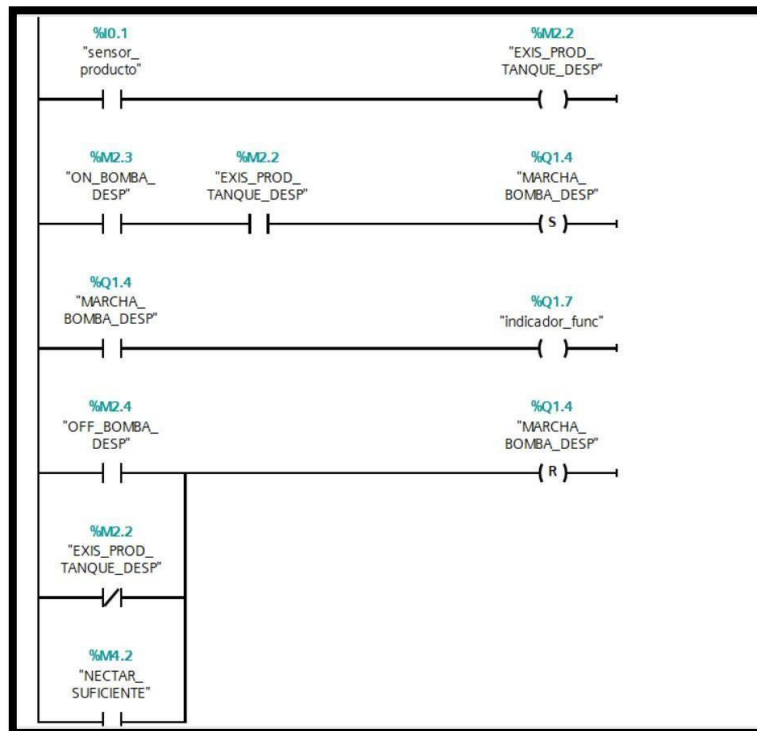 %I0.1
"sensor_
producto"
%M2.2
"EXIS_PROD_
TANQUE_DESP"
%M2.3
"ON_BOMBA_
DESP"
%M2.2
"EXIS_PROD_
TANQUE_DESP"
%Q1.4
"MARCHA_
BOMBA_DESP"
S
%Q1.4
"MARCHA_
BOMBA_DESP"
%Q1.7
"indicador_func"
%M2.4
"OFF_BOMBA_
DESP"
%Q1.4
"MARCHA_
BOMBA_DESP"
R
%M2.2
"EXIS_PROD_
TANQUE_DESP"
%M4.2
"NECTAR_
SUFICIENTE"